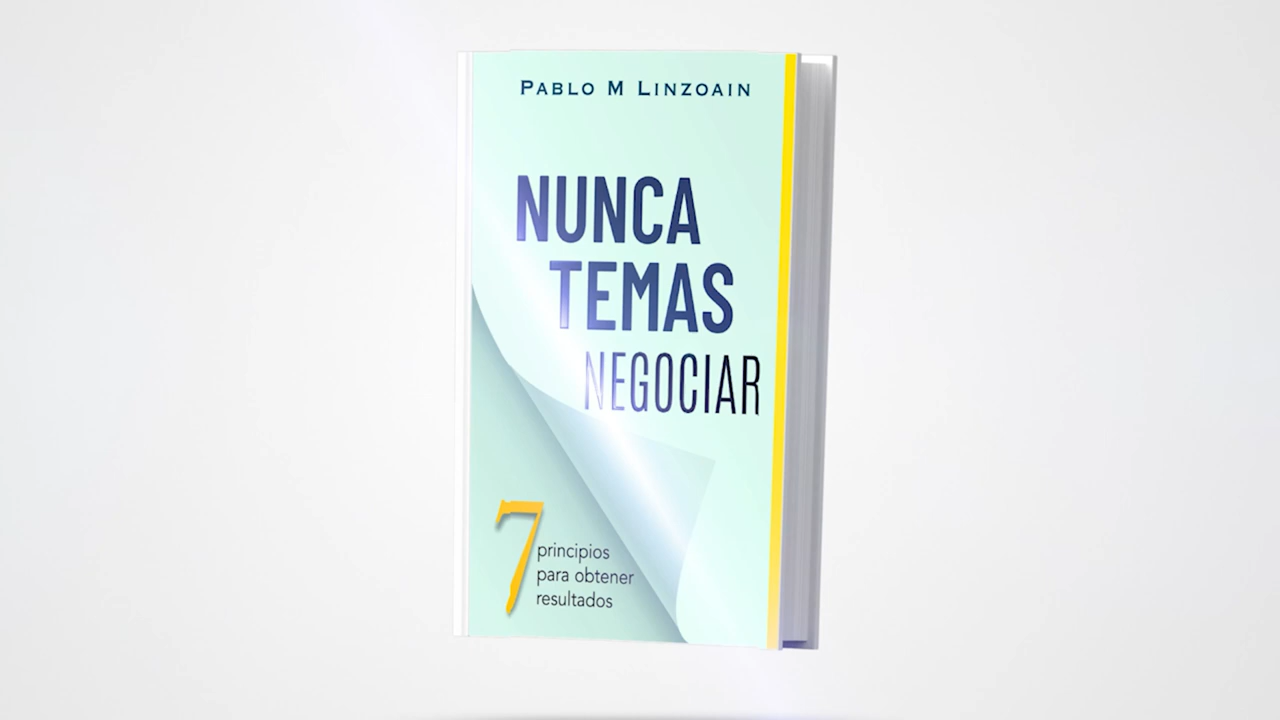 PABLO M LINZOAIN
NUNCA
TEMAS
NEGOCIAR
7
principios
para obtener
resultados